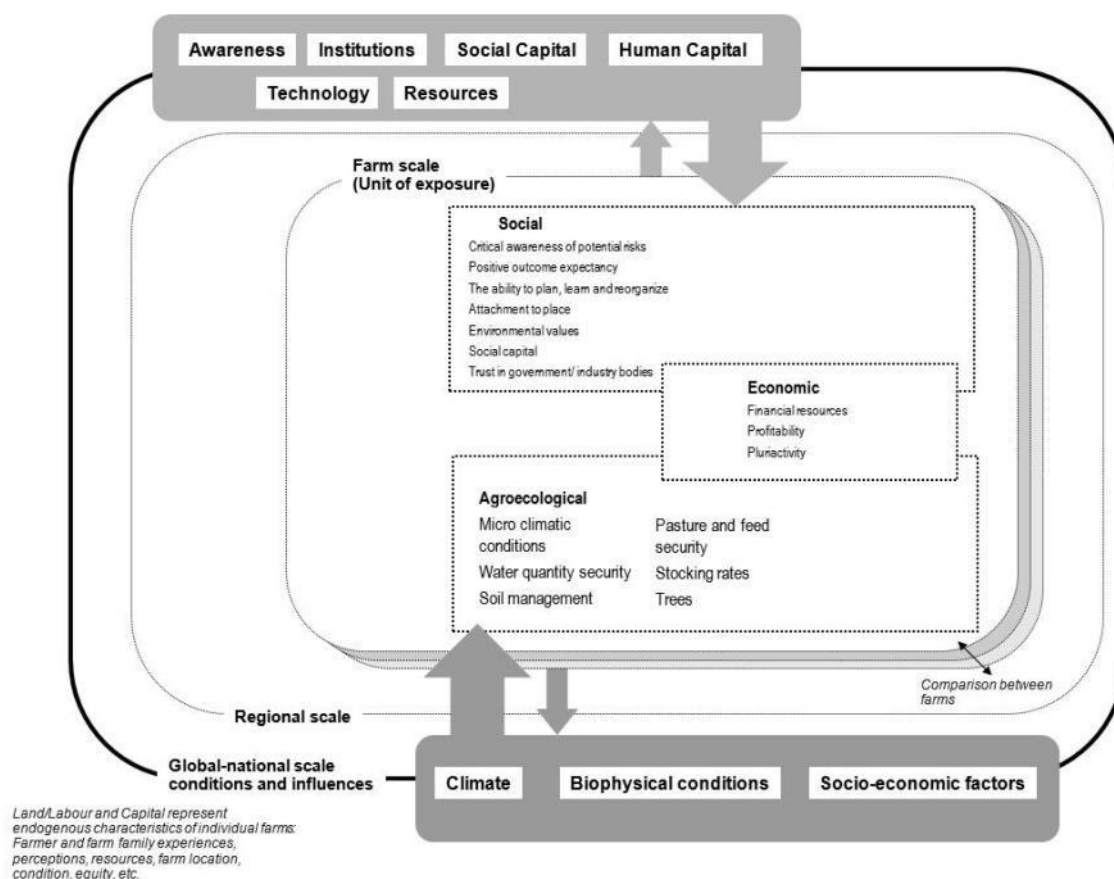 Awareness Institutions Social Capital Human Capital
Technology Resources
Farm scale
(Unit of exposure)
Social
Critical awareness of potential risks
Positive outcome expectancy
The ability to plan, learn and reorganize
Attachment to place
Environmental values
Social capital
Trust in government/ industry bodies
Economic
Financial resources
Profitability
Pluriactivity
Agroecological
Micro climatic
conditions
Water quantity security
Soil management
Pasture and feed
security
Stocking rates
Trees
Comparison between
farms
Regional scale
Global-national scale
conditions and influences
Climate Biophysical conditions Socio-economic factors
Land/Labour and Capital represent
endogenous characteristics of individual farms:
Farmer and farm family experiences,
perceptions, resources, farm location,
condition, equity, etc.